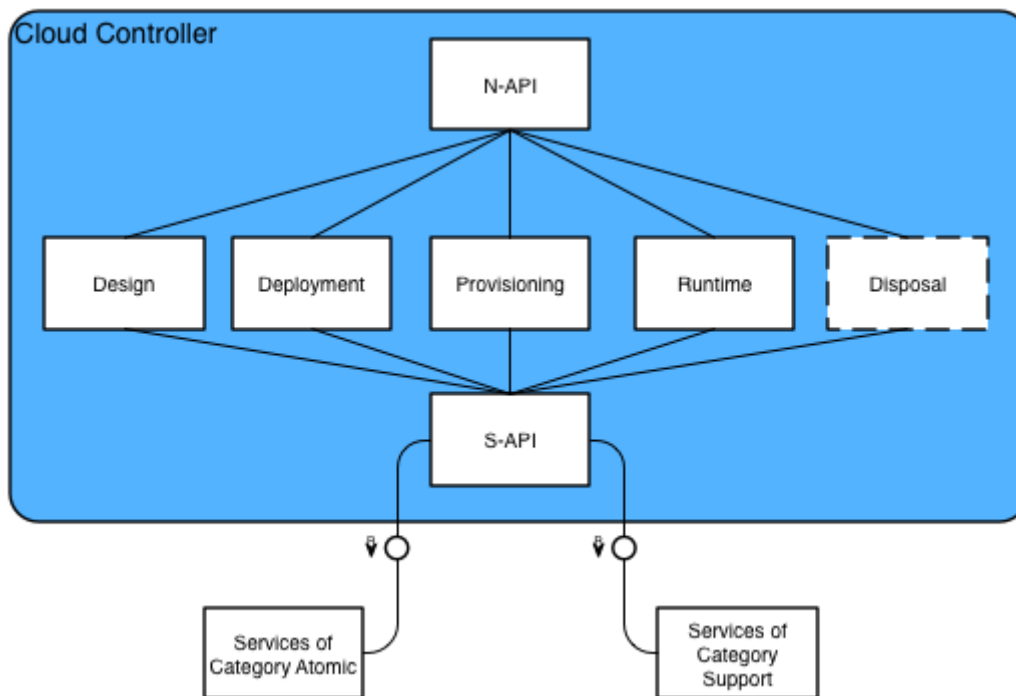 Cloud Controller
N-API
Design
Deployment
Provisioning
Runtime
Disposal
S-API
Services of
Category Atomic
Services of
Category
Support